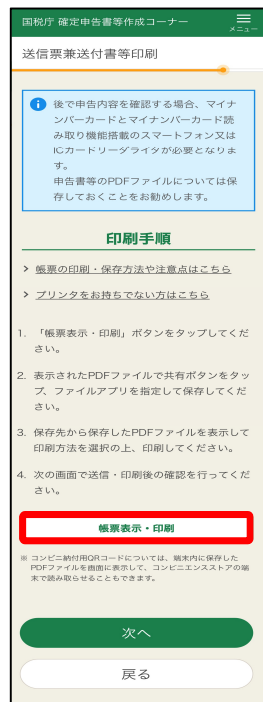 国税庁 確定申告書等作成コーナー
メニュー
送信票兼送付書等印刷
後で申告内容を確認する場合、マイナ
ンバーカードとマイナンバーカード読
み取り機能搭載のスマートフォン又は
ICカードリーダライタが必要となりま
す。
申告書等のPDFファイルについては保
存しておくことをお勧めします。
印刷手順
> 帳票の印刷・保存方法や注意点はこちら
> プリンタをお持ちでない方はこちら
1. 「帳票表示・印刷」ボタンをタップしてくだ
さい。
2. 表示されたPDFファイルで共有ボタンをタッ
プ、ファイルアプリを指定して保存してくだ
さい。
3. 保存先から保存したPDFファイルを表示して
印刷方法を選択の上、印刷してください。
4. 次の画面で送信・印刷後の確認を行ってくだ
さい。
帳票表示・印刷
※ コンビニ納付用QRコードについては、端末内に保存した
PDFファイルを画面に表示して、コンビニエンスストアの端
末で読み取らせることもできます。
次へ
戻る